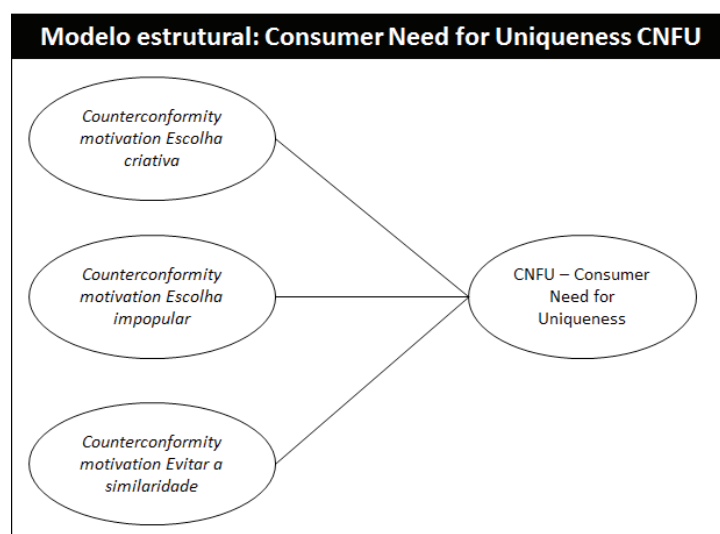 Modelo estrutural: Consumer Need for Uniqueness CNFU
Counterconformity
motivation Escolha
criativa
Counterconformity
motivation Escolha
impopular
CNFU – Consumer
Need for
Uniqueness
Counterconformity
motivation Evitar a
similaridade